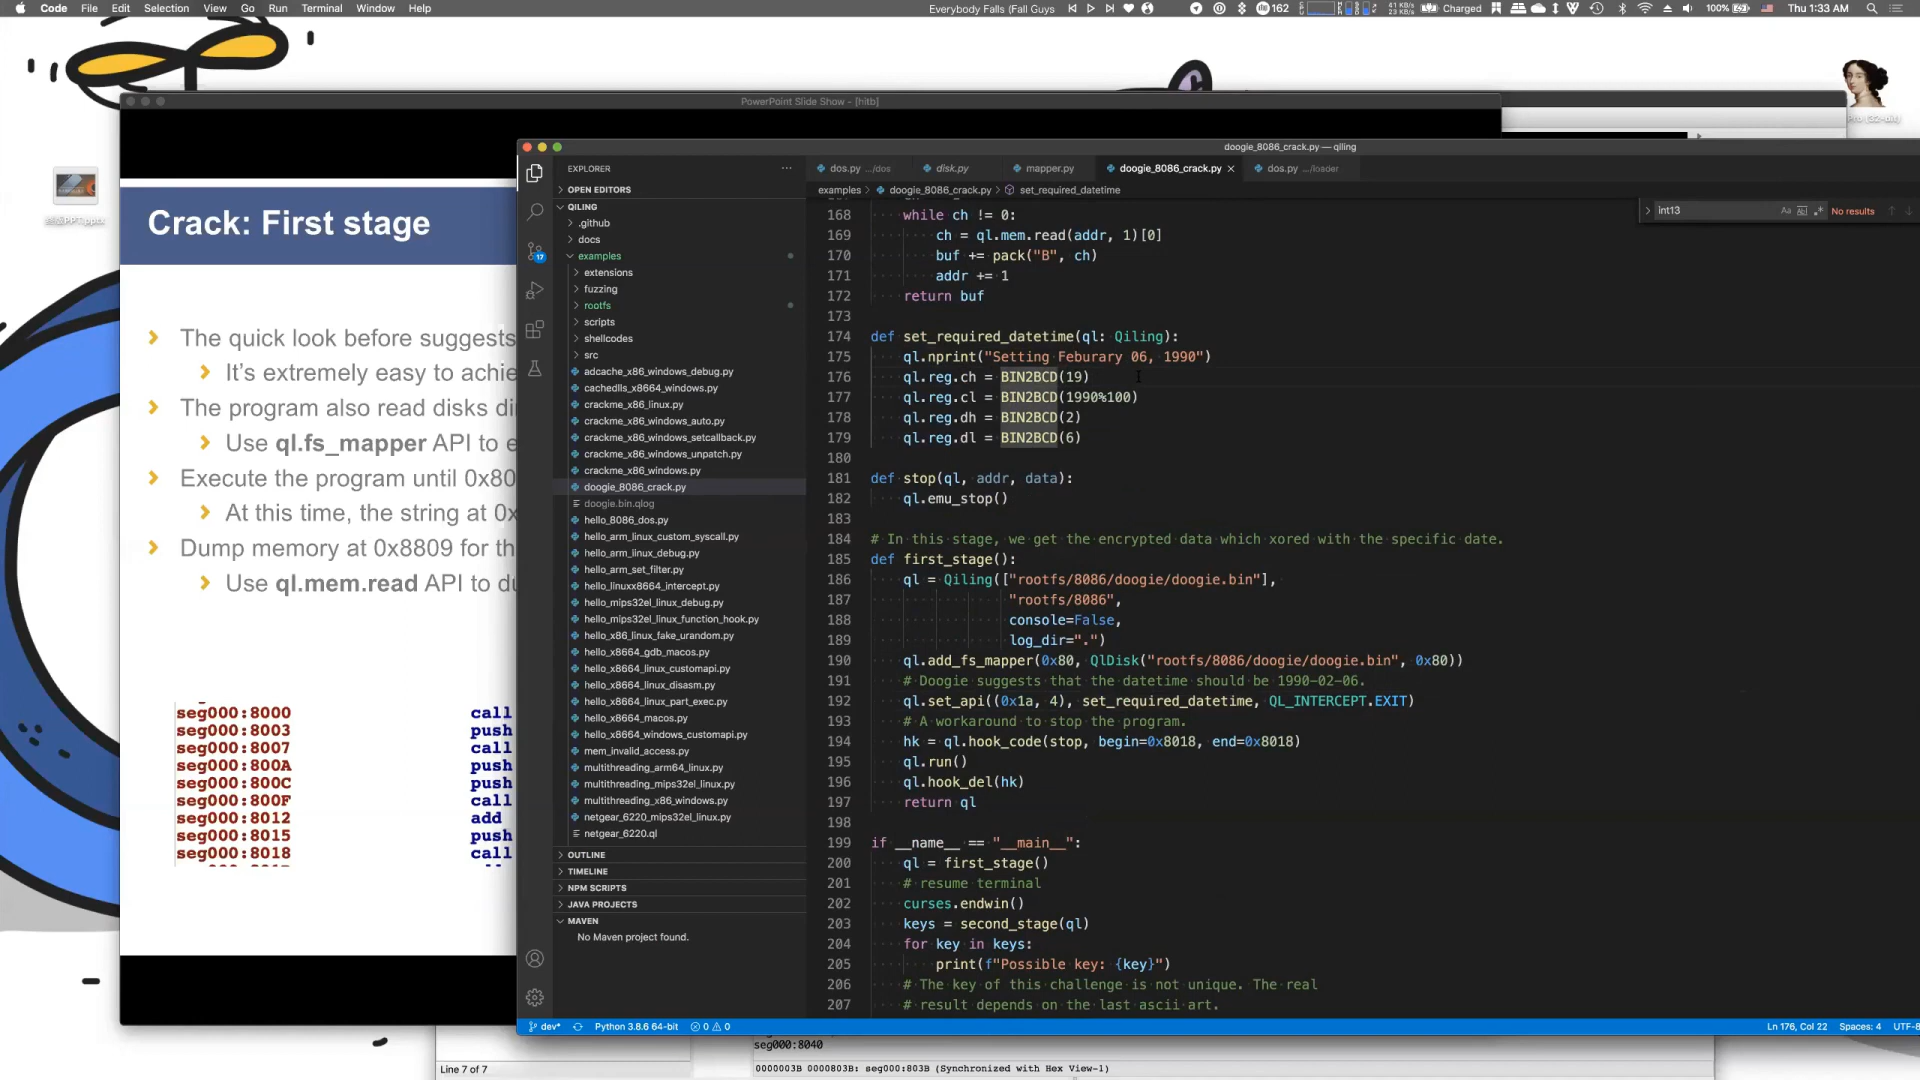 Code File Edit Selection View Go Run Terminal Window Help
Everybody Falls (Fall Guys
162
41 KB/s
23 KB/s
Charged
100%
Thu 1:33 AM
PowerPoint Slide Show - [hitb]
Pro (32-bit)
Crack: First stage
The quick look before suggests
It's extremely easy to achie
The program also read disks di
Use ql.fs_mapper API to e
Execute the program until 0x80
At this time, the string at 0x
Dump memory at 0x8809 for th
Use ql.mem.read API to du
seg000:8000 call
seg000:8003 push
seg000:8007 call
seg000:800A push
seg000:800C push
seg000:800F call
seg000:8012 add
seg000:8015 push
seg000:8018 call
doogie_8086_crack.py — qiling
EXPLORER
OPEN EDITORS
QILING
.github
docs
examples
extensions
fuzzing
rootfs
scripts
shellcodes
src
adcache_x86_windows_debug.py
cachedlls_x8664_windows.py
crackme_x86_linux.py
crackme_x86_windows_auto.py
crackme_x86_windows_setcallback.py
crackme_x86_windows_unpatch.py
crackme_x86_windows.py
doogie_8086_crack.py
doogie.bin.qlog
hello_8086_dos.py
hello_arm_linux_custom_syscall.py
hello_arm_linux_debug.py
hello_arm_set_filter.py
hello_linuxx8664_intercept.py
hello_mips32el_linux_debug.py
hello_mips32el_linux_function_hook.py
hello_x86_linux_fake_urandom.py
hello_x8664_gdb_macos.py
hello_x8664_linux_customapi.py
hello_x8664_linux_disasm.py
hello_x8664_linux_part_exec.py
hello_x8664_macos.py
hello_x8664_windows_customapi.py
mem_invalid_access.py
multithreading_arm64_linux.py
multithreading_mips32el_linux.py
multithreading_x86_windows.py
netgear_6220_mips32el_linux.py
netgear_6220.ql
OUTLINE
TIMELINE
NPM SCRIPTS
JAVA PROJECTS
MAVEN
No Maven project found.
17
dos.py .../dos
disk.py
mapper.py
doogie_8086_crack.py
dos.py .../loader
examples > doogie_8086_crack.py > set_required_datetime
int13
No results
168 while ch != 0:
169 ch = ql.mem.read(addr, 1)[0]
170 buf += pack("B", ch)
171 addr += 1
172 return buf
173
174 def set_required_datetime(ql: Qiling):
175 ql.nprint("Setting Feburary 06, 1990")
176 ql.reg.ch = BIN2BCD(19)
177 ql.reg.cl = BIN2BCD(1990%100)
178 ql.reg.dh = BIN2BCD(2)
179 ql.reg.dl = BIN2BCD(6)
180
181 def stop(ql, addr, data):
182 ql.emu_stop()
183
184 # In this stage, we get the encrypted data which xored with the specific date.
185 def first_stage():
186 ql = Qiling(["rootfs/8086/doogie/doogie.bin"],
187 "rootfs/8086",
188 console=False,
189 log_dir=".")
190 ql.add_fs_mapper(0x80, QlDisk("rootfs/8086/doogie/doogie.bin", 0x80))
191 # Doogie suggests that the datetime should be 1990-02-06.
192 ql.set_api((0x1a, 4), set_required_datetime, QL_INTERCEPT.EXIT)
193 # A workaround to stop the program.
194 hk = ql.hook_code(stop, begin=0x8018, end=0x8018)
195 ql.run()
196 ql.hook_del(hk)
197 return ql
198
199 if __name__ == "__main__":
200 ql = first_stage()
201 # resume terminal
202 curses.endwin()
203 keys = second_stage(ql)
204 for key in keys:
205 print(f"Possible key: {key}")
206 # The key of this challenge is not unique. The real
207 # result depends on the last ascii art.
dev*
Python 3.8.6 64-bit
0 0
Ln 176, Col 22
Spaces: 4
UTF-8
seg000:8040
Line 7 of 7
0000003B 0000803B: seg000:803B (Synchronized with Hex View-1)